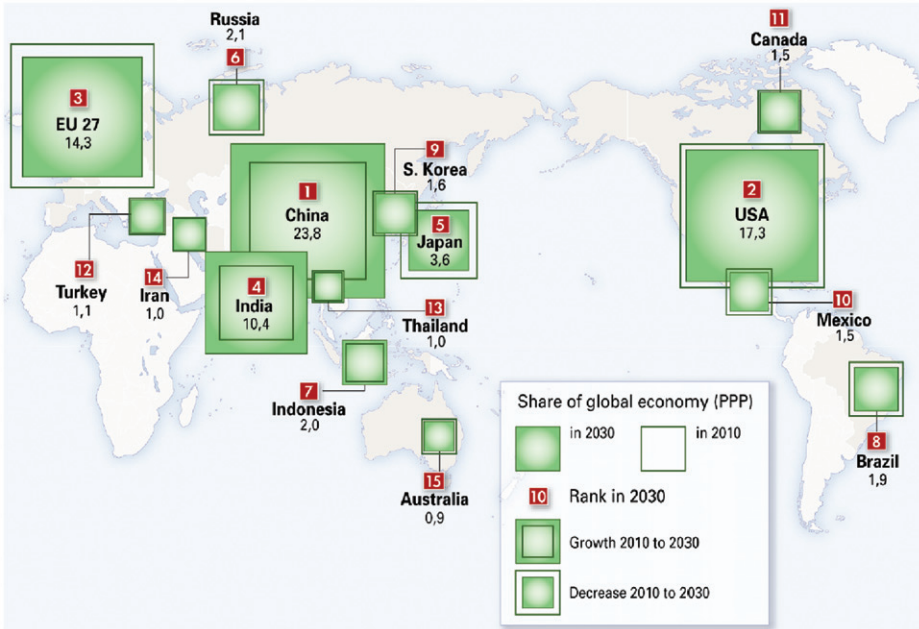 Russia
2,1
6
11
Canada
1,5
3
EU 27
14,3
9
S. Korea
1,6
1
China
23,8
2
USA
17,3
5
Japan
3,6
12
Turkey
1,1
14
Iran
1,0
4
India
10,4
13
Thailand
1,0
10
Mexico
1,5
7
Indonesia
2,0
8
Brazil
1,9
15
Australia
0,9
Share of global economy (PPP)
in 2030
in 2010
10 Rank in 2030
Growth 2010 to 2030
Decrease 2010 to 2030